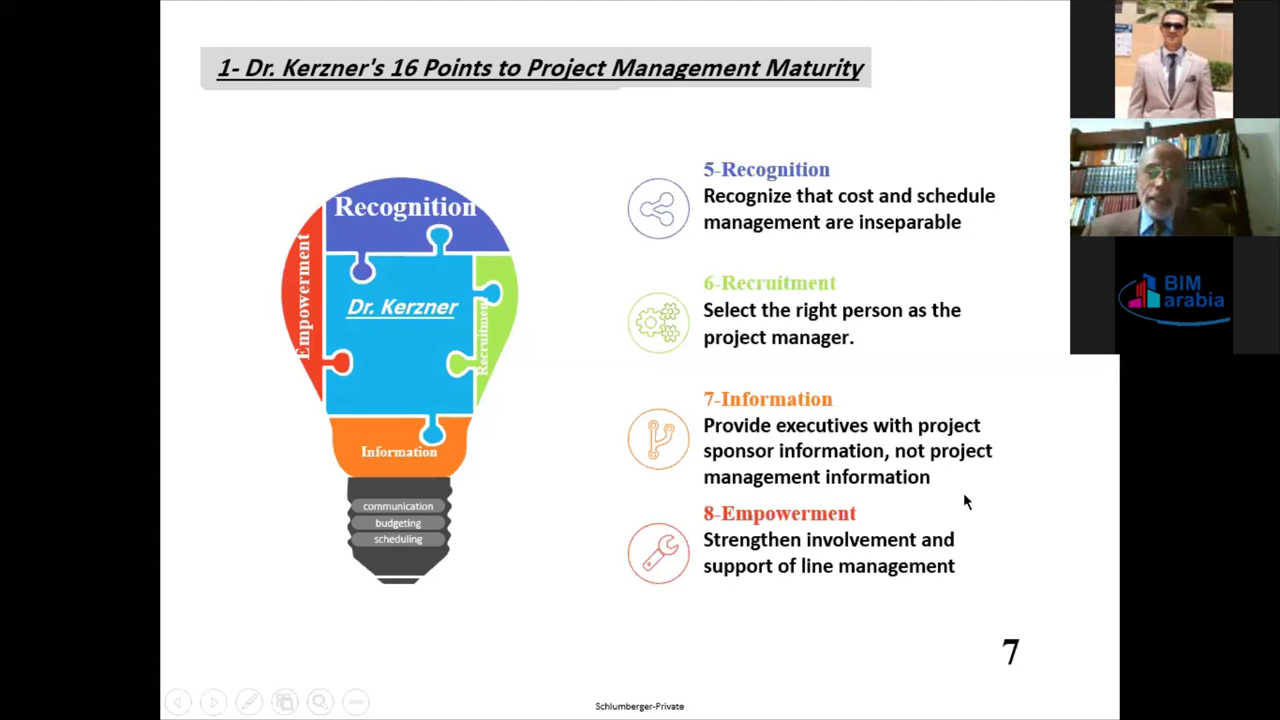 1- Dr. Kerzner's 16 Points to Project Management Maturity
Recognition
Empowerment
Dr. Kerzner
Recruitment
Information
communication
budgeting
scheduling
5-Recognition
Recognize that cost and schedule
management are inseparable
6-Recruitment
Select the right person as the
project manager.
7-Information
Provide executives with project
sponsor information, not project
management information
8-Empowerment
Strengthen involvement and
support of line management
7
Schlumberger-Private
BIM
arabia